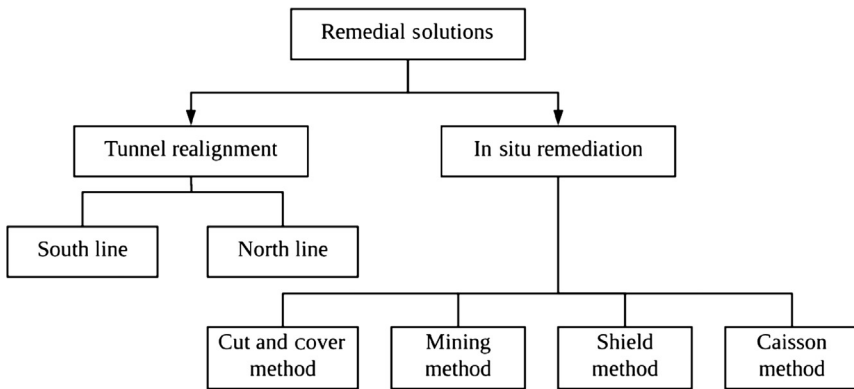 Remedial solutions
Tunnel realignment
In situ remediation
South line
North line
Cut and cover
method
Mining
method
Shield
method
Caisson
method